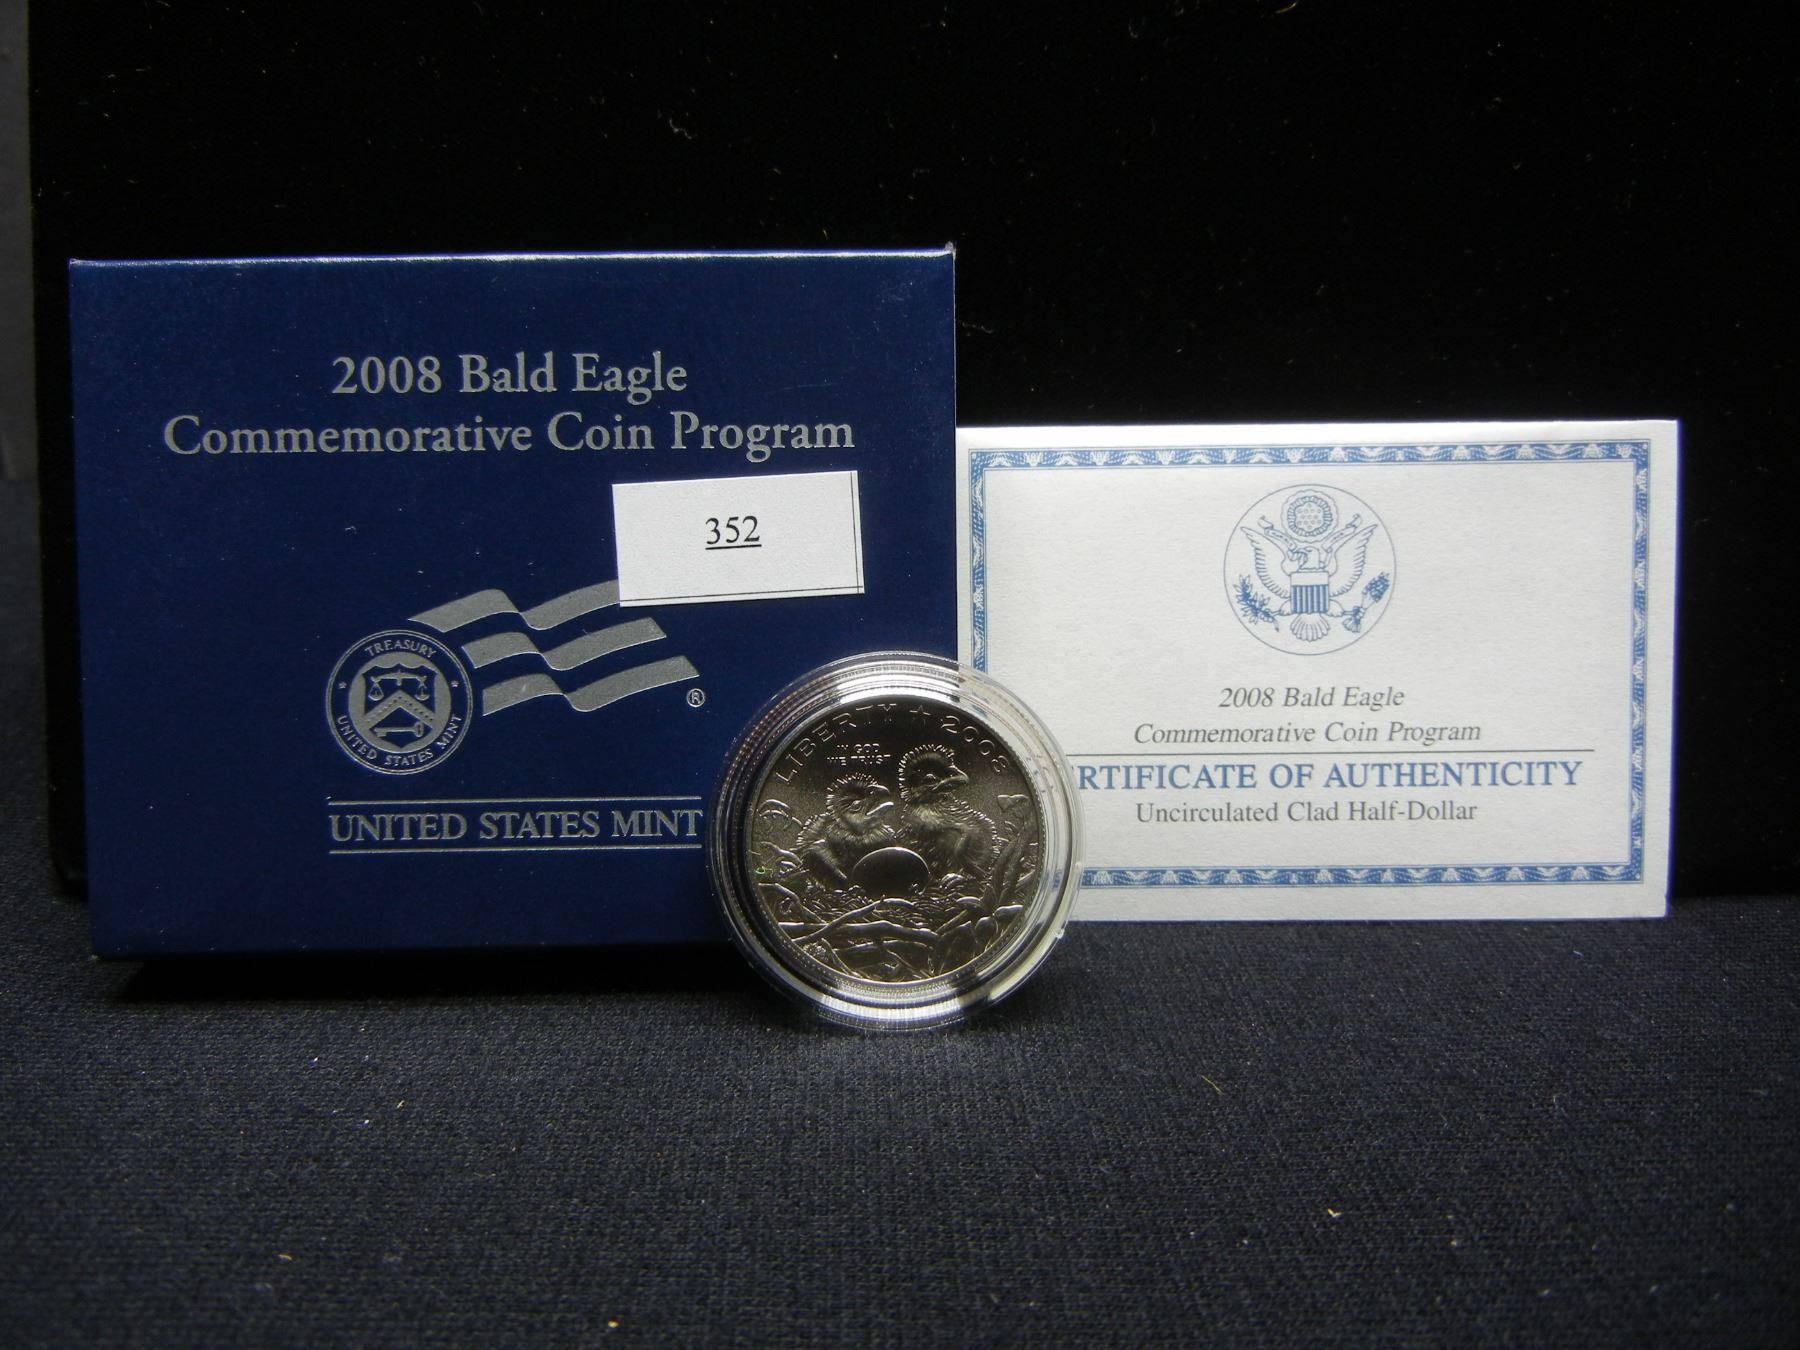 2008 Bald Eagle
Commemorative Coin Program
352
TREASURY
UNITED STATES MINT
®
UNITED STATES MINT
LIBERTY ★ 2008
IN GOD
WE TRUST
2008 Bald Eagle
Commemorative Coin Program
RTIFICATE OF AUTHENTICITY
Uncirculated Clad Half-Dollar